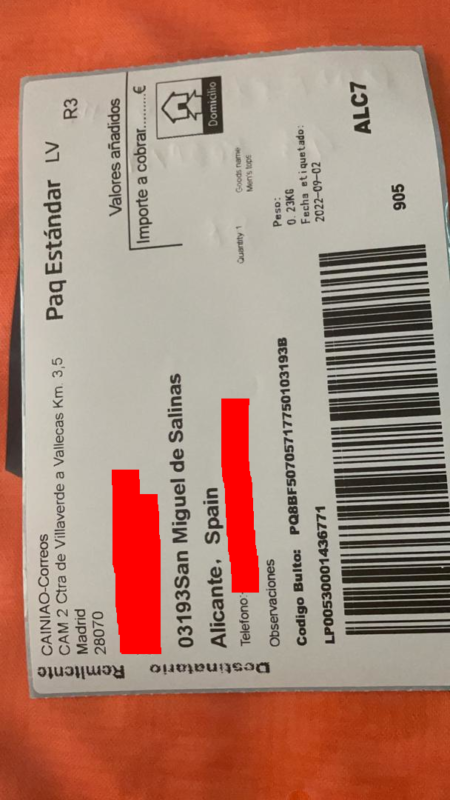 Remitente
CAINIAO-Correos
CAM 2 Ctra de Villaverde a Vallecas Km. 3,5
Madrid
28070
Paq Estándar LV R3
Valores añadidos
Importe a cobrar.........€
Domicilio
Destinatario
03193San Miguel de Salinas
Alicante, Spain
Telefono:
Observaciones
Quantity:1 Goods name
Men's tops
Peso:
0.23KG
Fecha etiquetado:
2022-09-02
Codigo Bulto: PQ8BF50705717750103193B
LP00530001436771
905
ALC7